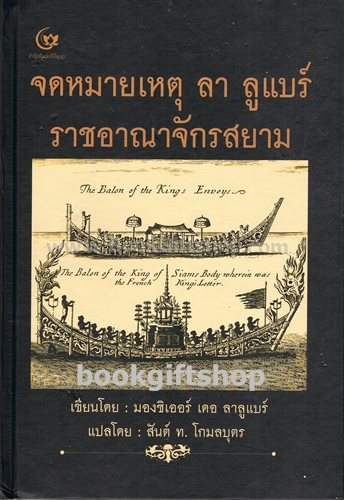 จดหมายเหตุ ลา ลูแบร์
ราชอาณาจักรสยาม
The Balon of the King's Envoys
The Balon of the King of Siams Body wherein was
the French Kings Letter.
bookgiftshop
เขียนโดย : มองซิเออร์ เดอ ลาลูแบร์
แปลโดย : สันต์ ท. โกมลบุตร